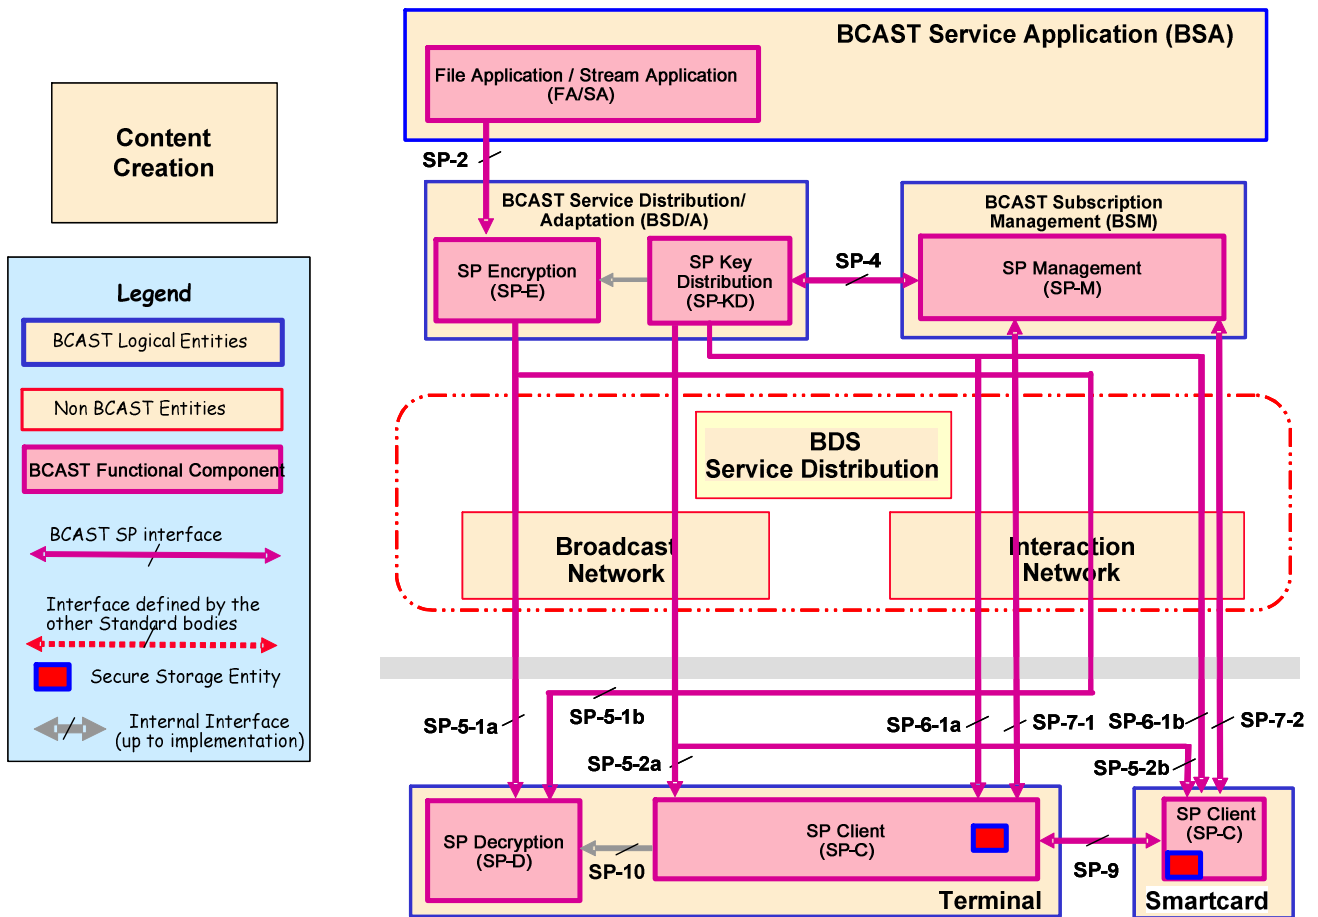 BCAST Service Application (BSA)
File Application / Stream Application
(FA/SA)
Content
Creation
SP-2
BCAST Service Distribution/
Adaptation (BSD/A)
BCAST Subscription
Management (BSM)
SP Encryption
(SP-E)
SP Key
Distribution
(SP-KD)
SP-4
SP Management
(SP-M)
Legend
BCAST Logical Entities
Non BCAST Entities
BCAST Functional Component
BCAST SP interface
Interface defined by the
other Standard bodies
Secure Storage Entity
Internal Interface
(up to implementation)
BDS
Service Distribution
Broadcast
Network
Interaction
Network
SP-5-1a
SP-5-1b
SP-6-1a
SP-7-1
SP-6-1b
SP-7-2
SP-5-2a
SP-5-2b
SP Decryption
(SP-D)
SP-10
SP Client
(SP-C)
SP-9
SP Client
(SP-C)
Terminal
Smartcard